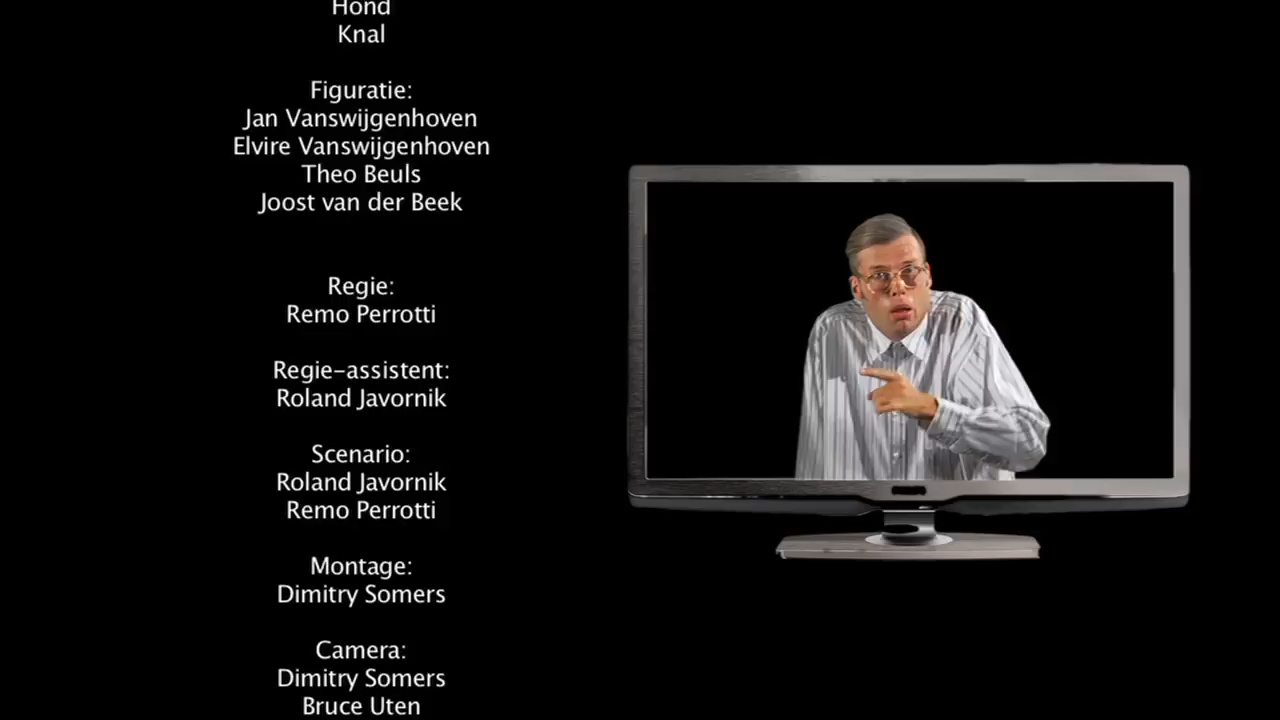 Hond
Knal
Figuratie:
Jan Vanswijgenhoven
Elvire Vanswijgenhoven
Theo Beuls
Joost van der Beek
Regie:
Remo Perrotti
Regie-assistent:
Roland Javornik
Scenario:
Roland Javornik
Remo Perrotti
Montage:
Dimitry Somers
Camera:
Dimitry Somers
Bruce Uten